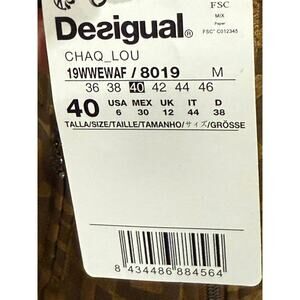 FSC
MIX
Paper
FSC® C012345
Desigual®
CHAQ_LOU
19WWEWAF / 8019 M
36 38 40 42 44 46
40 USA MEX UK IT D
6 30 12 44 38
TALLA/SIZE/TAILLE/TAMANHO/サイズ/GRÖSSE
8 434486 884564